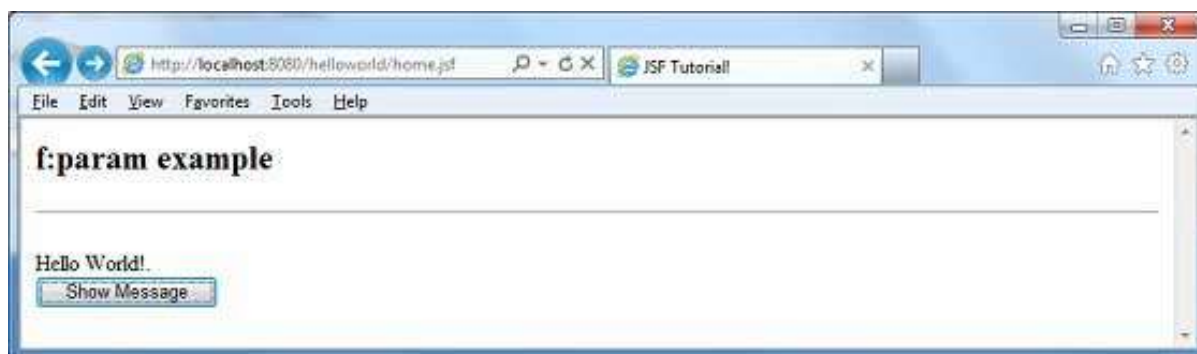 http://localhost:8080/helloworld/home.jsf
JSF Tutorial!
File Edit View Favorites Tools Help
f:param example
Hello World!.
Show Message